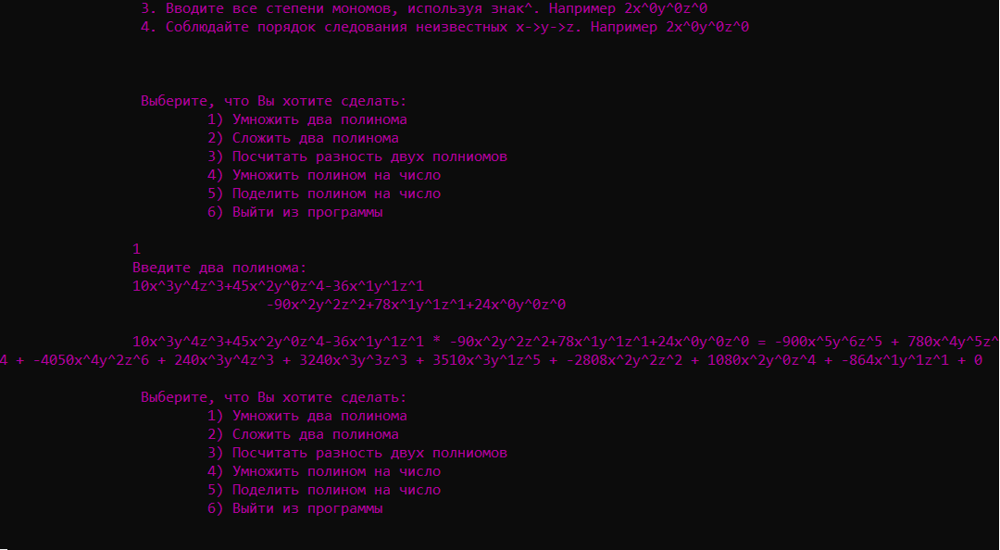 3. Вводите все степени мономов, используя знак^. Например 2x^0y^0z^0
4. Соблюдайте порядок следования неизвестных x->y->z. Например 2x^0y^0z^0
Выберите, что Вы хотите сделать:
1) Умножить два полинома
2) Сложить два полинома
3) Посчитать разность двух полниомов
4) Умножить полином на число
5) Поделить полином на число
6) Выйти из программы
1
Введите два полинома:
10x^3y^4z^3+45x^2y^0z^4-36x^1y^1z^1
-90x^2y^2z^2+78x^1y^1z^1+24x^0y^0z^0
10x^3y^4z^3+45x^2y^0z^4-36x^1y^1z^1 * -90x^2y^2z^2+78x^1y^1z^1+24x^0y^0z^0 = -900x^5y^6z^5 + 780x^4y^5z^
4 + -4050x^4y^2z^6 + 240x^3y^4z^3 + 3240x^3y^3z^3 + 3510x^3y^1z^5 + -2808x^2y^2z^2 + 1080x^2y^0z^4 + -864x^1y^1z^1 + 0
Выберите, что Вы хотите сделать:
1) Умножить два полинома
2) Сложить два полинома
3) Посчитать разность двух полниомов
4) Умножить полином на число
5) Поделить полином на число
6) Выйти из программы